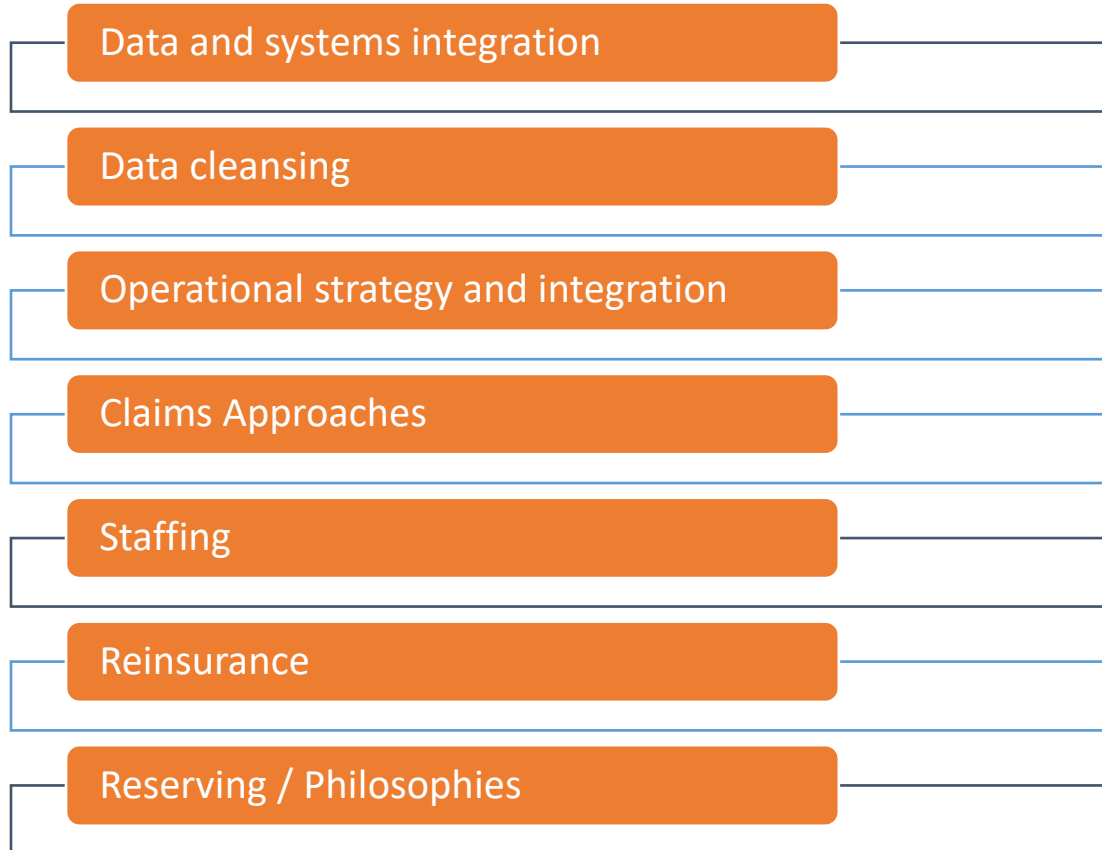 Data and systems integration
Data cleansing
Operational strategy and integration
Claims Approaches
Staffing
Reinsurance
Reserving / Philosophies